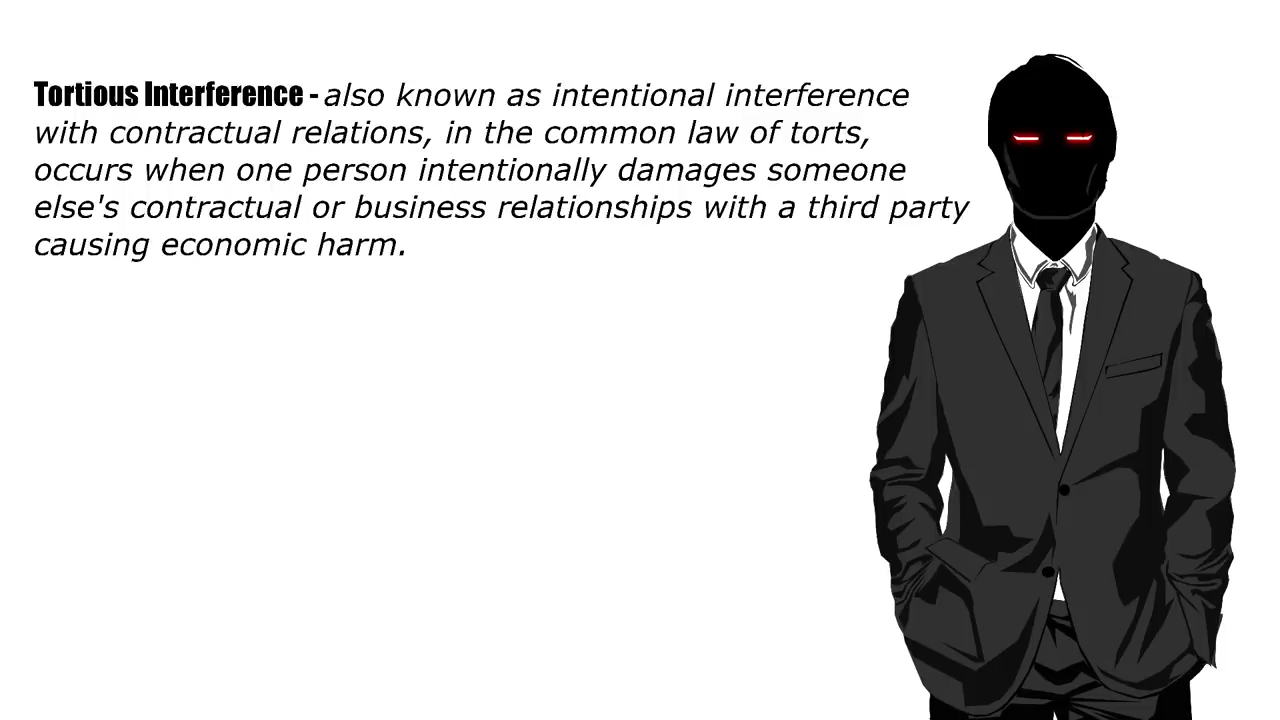 Tortious Interference - also known as intentional interference
with contractual relations, in the common law of torts,
occurs when one person intentionally damages someone
else's contractual or business relationships with a third party
causing economic harm.